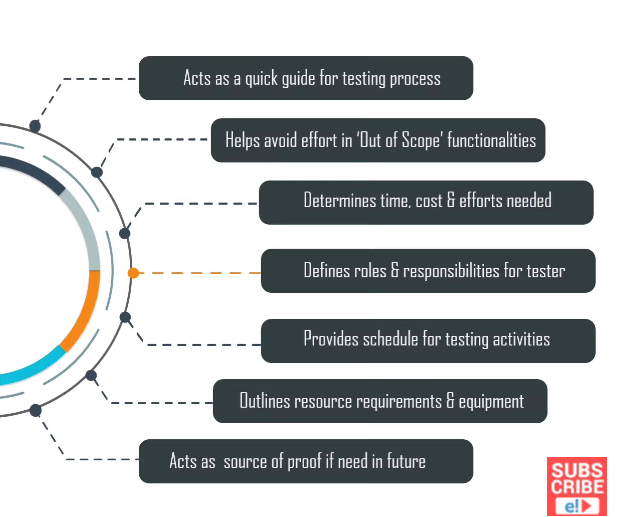 Acts as a quick guide for testing process
Helps avoid effort in ‘Out of Scope’ functionalities
Determines time, cost & efforts needed
Defines roles & responsibilities for tester
Provides schedule for testing activities
Outlines resource requirements & equipment
Acts as source of proof if need in future
SUBS
CRIBE
e!